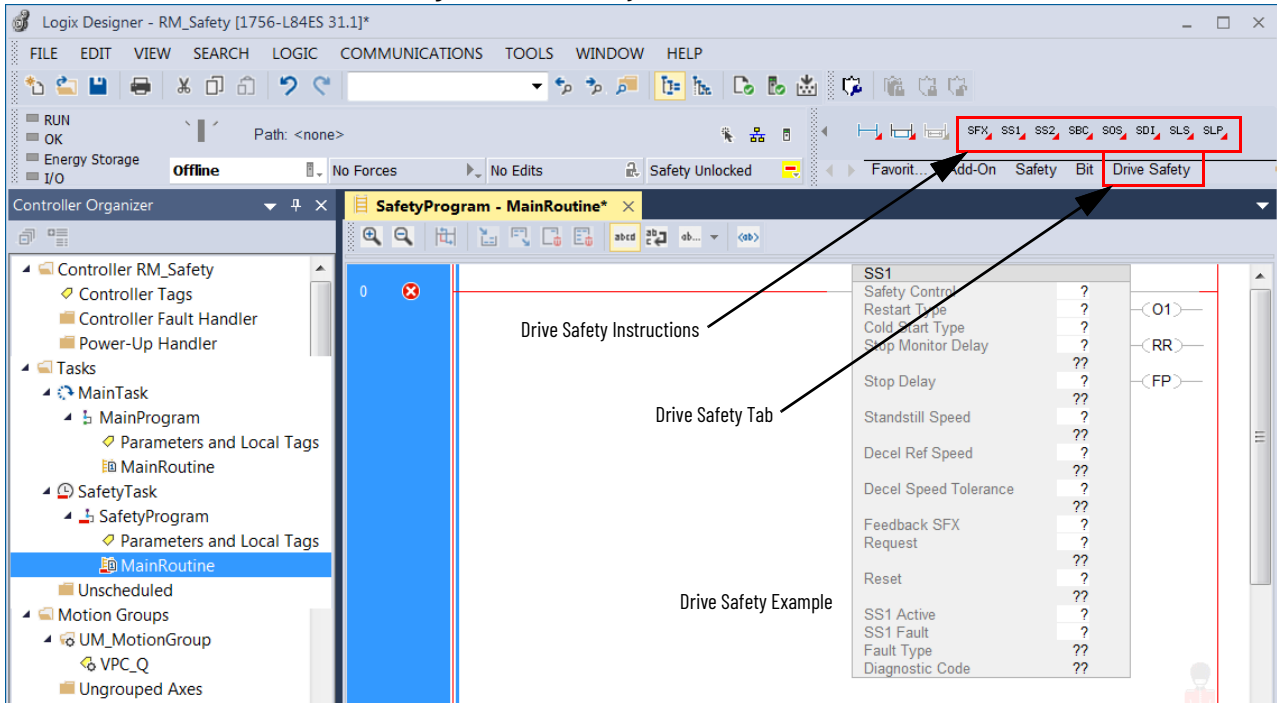 Logix Designer - RM_Safety [1756-L84ES 31.1]*
FILE EDIT VIEW SEARCH LOGIC COMMUNICATIONS TOOLS WINDOW HELP
RUN
OK
Energy Storage
I/O
Path: <none>
Offline
No Forces
No Edits
Safety Unlocked
SFX SS1 SS2 SBC SOS SDI SLS SLP
Favorit... Add-On Safety Bit Drive Safety
Controller Organizer
SafetyProgram - MainRoutine*
abcd ab c ab... <ab>
Controller RM_Safety
Controller Tags
Controller Fault Handler
Power-Up Handler
Tasks
MainTask
MainProgram
Parameters and Local Tags
MainRoutine
SafetyTask
SafetyProgram
Parameters and Local Tags
MainRoutine
Unscheduled
Motion Groups
UM_MotionGroup
VPC_Q
Ungrouped Axes
0
Drive Safety Instructions
Drive Safety Tab
Drive Safety Example
SS1
Safety Control ?
Restart Type ? O1
Cold Start Type ?
Stop Monitor Delay ? RR
??
Stop Delay ? FP
??
Standstill Speed ?
??
Decel Ref Speed ?
??
Decel Speed Tolerance ?
??
Feedback SFX ?
Request ?
??
Reset ?
??
SS1 Active ?
SS1 Fault ?
Fault Type ??
Diagnostic Code ??